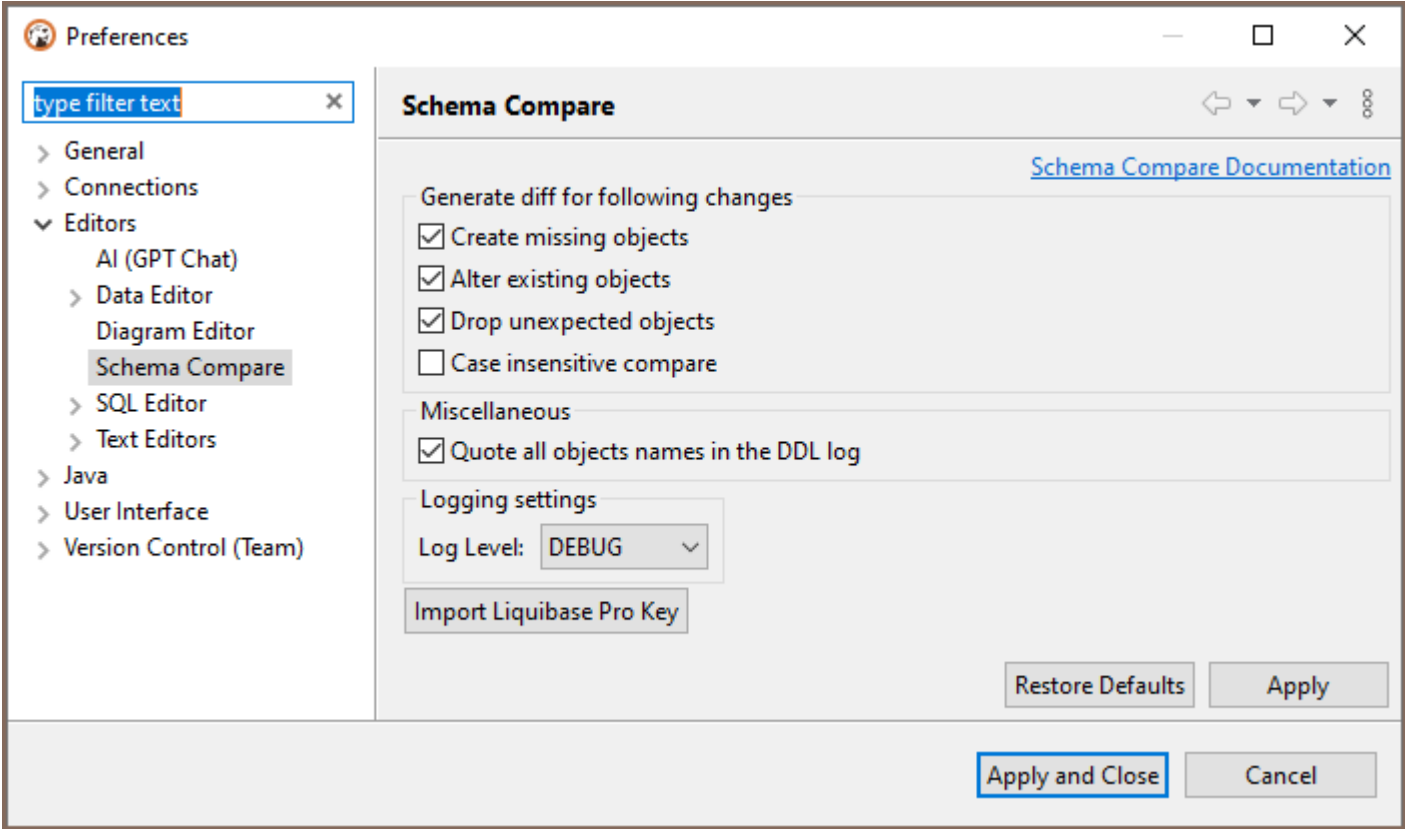 Preferences
type filter text
General
Connections
Editors
AI (GPT Chat)
Data Editor
Diagram Editor
Schema Compare
SQL Editor
Text Editors
Java
User Interface
Version Control (Team)
Schema Compare
Schema Compare Documentation
Generate diff for following changes
Create missing objects
Alter existing objects
Drop unexpected objects
Case insensitive compare
Miscellaneous
Quote all objects names in the DDL log
Logging settings
Log Level: DEBUG
Import Liquibase Pro Key
Restore Defaults Apply
Apply and Close Cancel